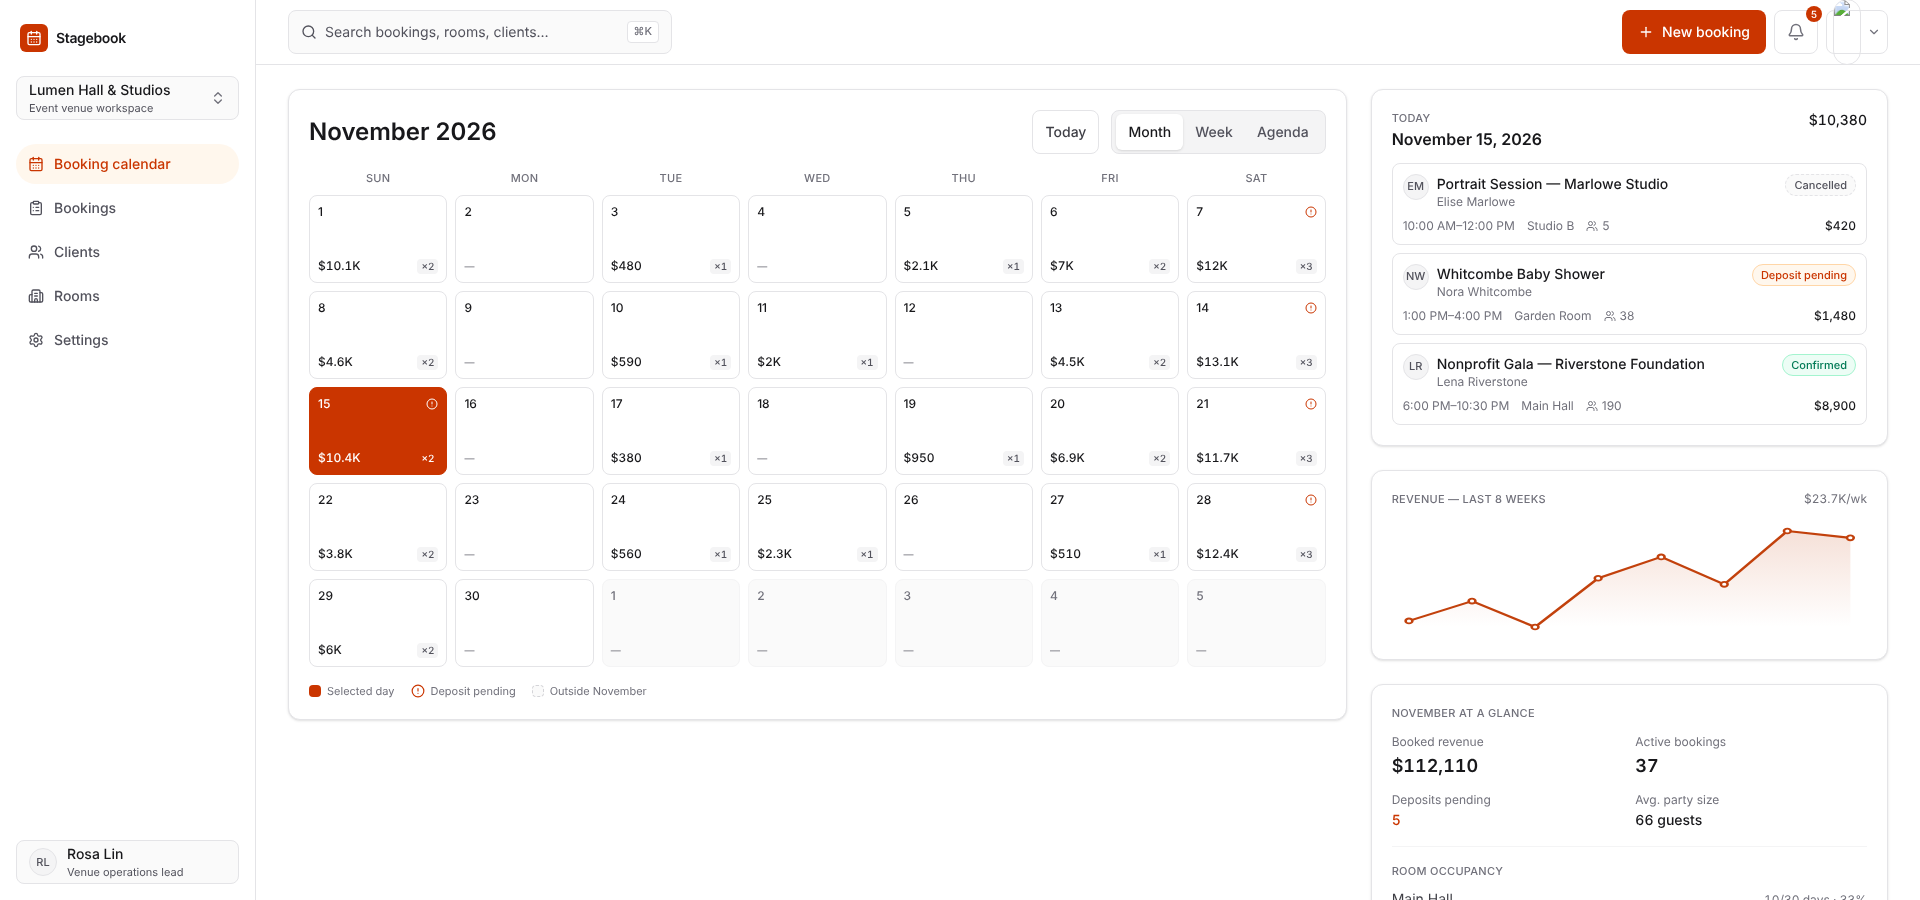 Stagebook
Lumen Hall & Studios
Event venue workspace
Booking calendar
Bookings
Clients
Rooms
Settings
RL
Rosa Lin
Venue operations lead
Search bookings, rooms, clients...
⌘K
New booking
5
November 2026
Today
Month
Week
Agenda
SUN MON TUE WED THU FRI SAT
1 2 3 4 5 6 7
$10.1K ×2 — $480 ×1 — $2.1K ×1 $7K ×2 $12K ×3
8 9 10 11 12 13 14
$4.6K ×2 — $590 ×1 $2K ×1 — $4.5K ×2 $13.1K ×3
15 16 17 18 19 20 21
$10.4K ×2 — $380 ×1 — $950 ×1 $6.9K ×2 $11.7K ×3
22 23 24 25 26 27 28
$3.8K ×2 — $560 ×1 $2.3K ×1 — $510 ×1 $12.4K ×3
29 30 1 2 3 4 5
$6K ×2 — — — — — —
Selected day
Deposit pending
Outside November
TODAY
November 15, 2026
$10,380
EM
Portrait Session — Marlowe Studio
Cancelled
Elise Marlowe
10:00 AM–12:00 PM Studio B 5 $420
NW
Whitcombe Baby Shower
Deposit pending
Nora Whitcombe
1:00 PM–4:00 PM Garden Room 38 $1,480
LR
Nonprofit Gala — Riverstone Foundation
Confirmed
Lena Riverstone
6:00 PM–10:30 PM Main Hall 190 $8,900
REVENUE — LAST 8 WEEKS
$23.7K/wk
NOVEMBER AT A GLANCE
Booked revenue
$112,110
Active bookings
37
Deposits pending
5
Avg. party size
66 guests
ROOM OCCUPANCY
Main Hall
10/30 days · 33%